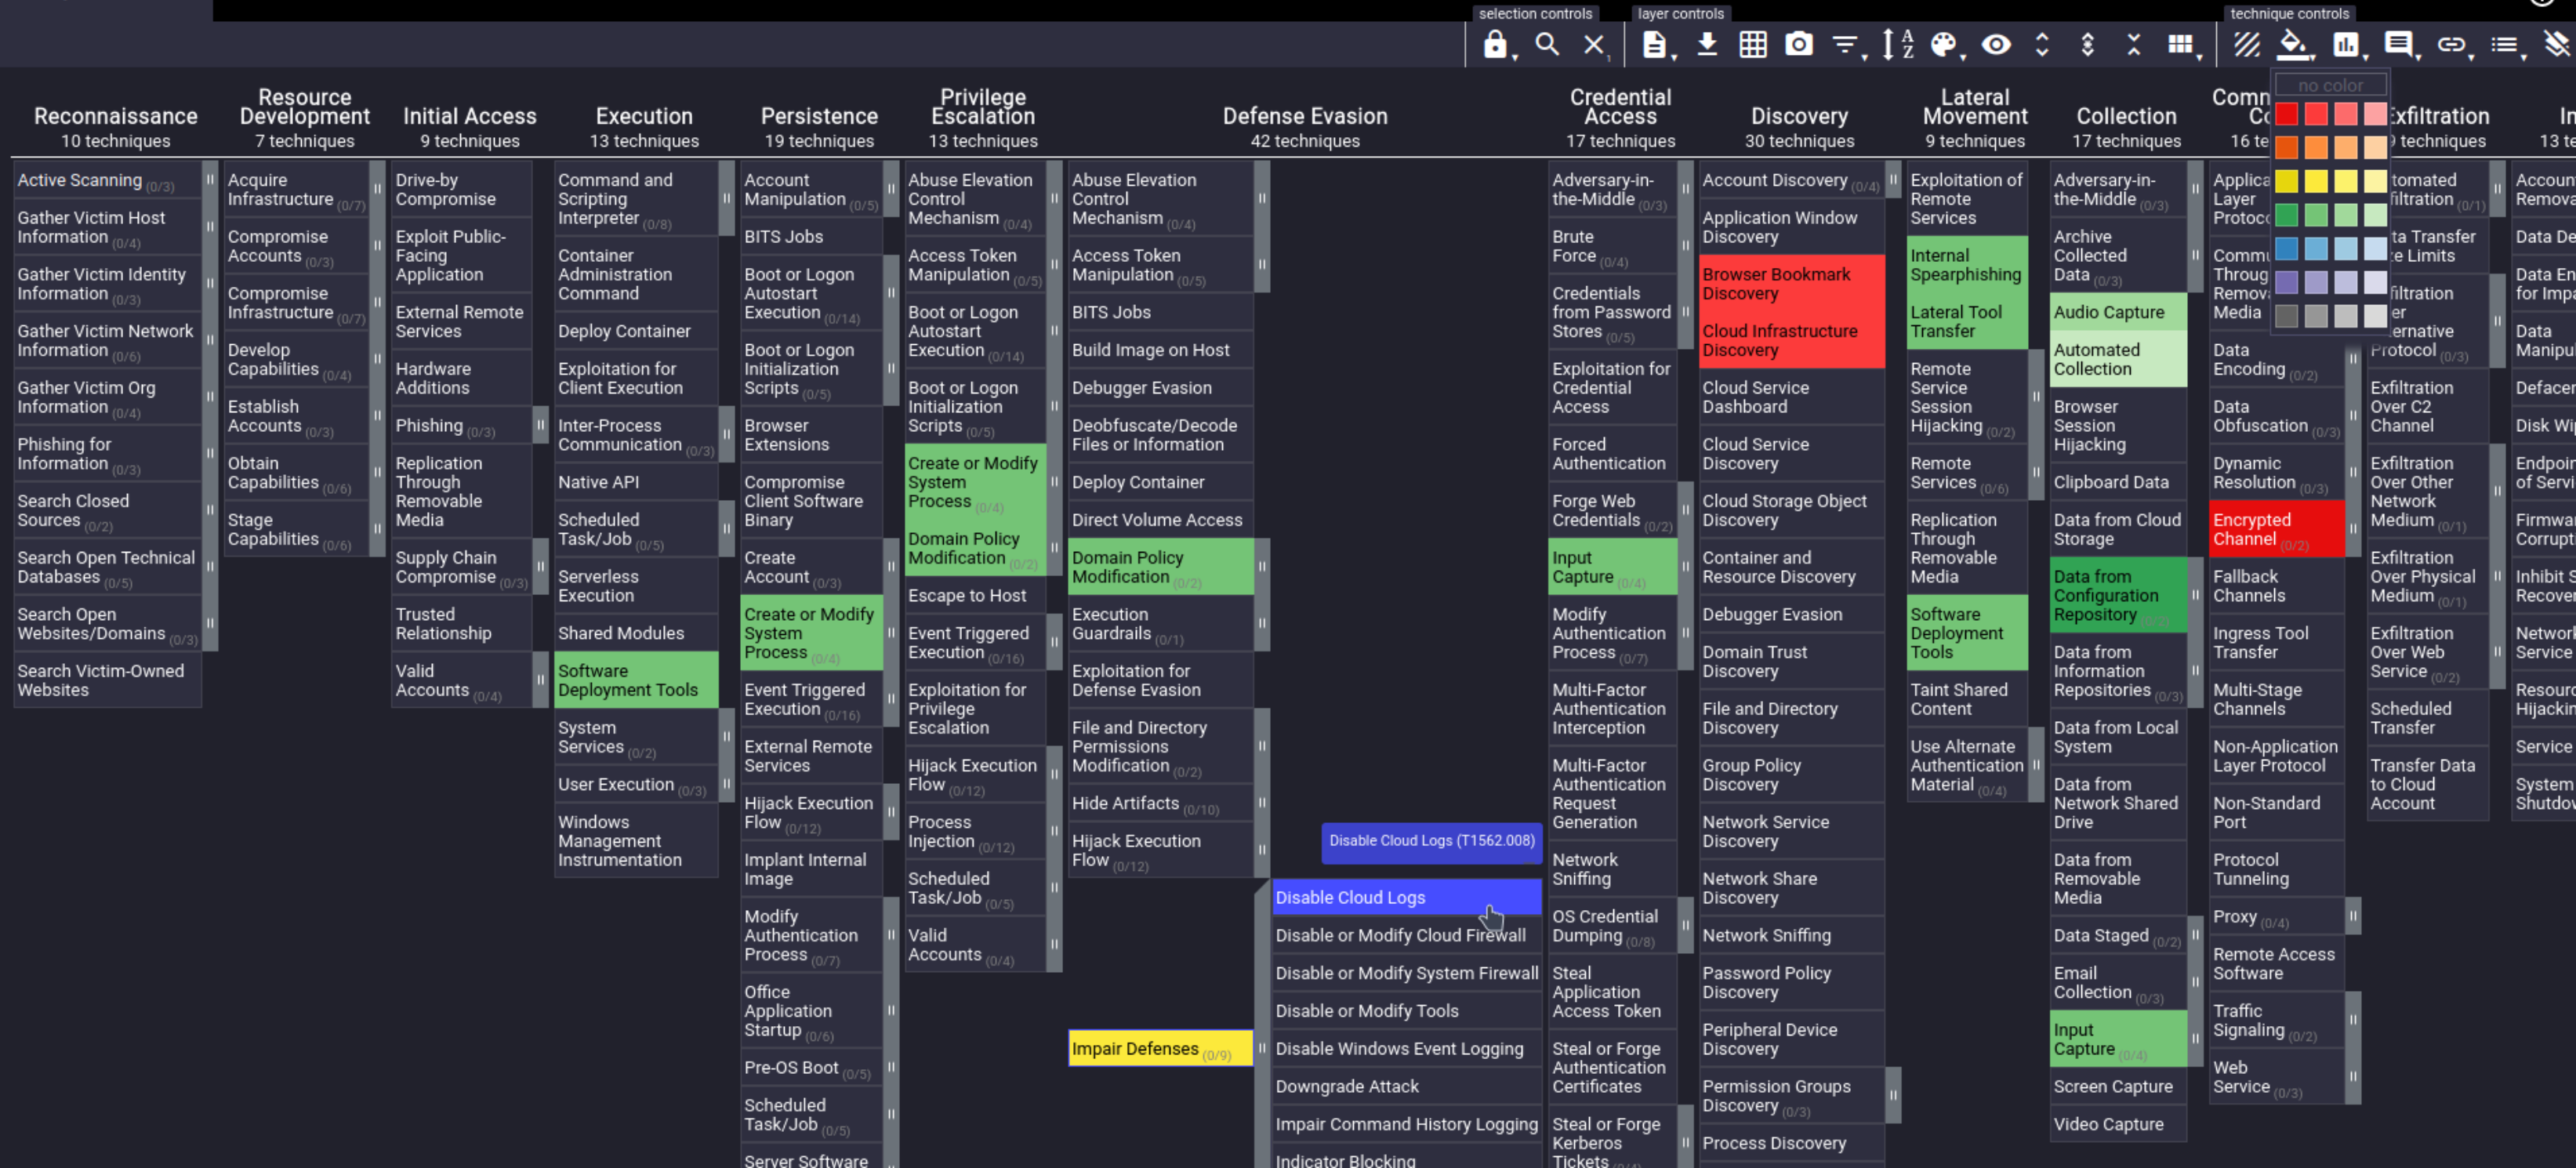 selection controls
layer controls
technique controls
no color
Reconnaissance
10 techniques
Active Scanning (0/3)
Gather Victim Host
Information (0/4)
Gather Victim Identity
Information (0/3)
Gather Victim Network
Information (0/6)
Gather Victim Org
Information (0/4)
Phishing for
Information (0/3)
Search Closed
Sources (0/2)
Search Open Technical
Databases (0/5)
Search Open
Websites/Domains (0/3)
Search Victim-Owned
Websites
Resource
Development
7 techniques
Acquire
Infrastructure (0/7)
Compromise
Accounts (0/3)
Compromise
Infrastructure (0/7)
Develop
Capabilities (0/4)
Establish
Accounts (0/3)
Obtain
Capabilities (0/6)
Stage
Capabilities (0/6)
Initial Access
9 techniques
Drive-by
Compromise
Exploit Public-
Facing
Application
External Remote
Services
Hardware
Additions
Phishing (0/3)
Replication
Through
Removable
Media
Supply Chain
Compromise (0/3)
Trusted
Relationship
Valid
Accounts (0/4)
Execution
13 techniques
Command and
Scripting
Interpreter (0/8)
Container
Administration
Command
Deploy Container
Exploitation for
Client Execution
Inter-Process
Communication (0/3)
Native API
Scheduled
Task/Job (0/5)
Serverless
Execution
Shared Modules
Software
Deployment Tools
System
Services (0/2)
User Execution (0/3)
Windows
Management
Instrumentation
Persistence
19 techniques
Account
Manipulation (0/5)
BITS Jobs
Boot or Logon
Autostart
Execution (0/14)
Boot or Logon
Initialization
Scripts (0/5)
Browser
Extensions
Compromise
Client Software
Binary
Create
Account (0/3)
Create or Modify
System
Process (0/4)
Event Triggered
Execution (0/16)
External Remote
Services
Hijack Execution
Flow (0/12)
Implant Internal
Image
Modify
Authentication
Process (0/7)
Office
Application
Startup (0/6)
Pre-OS Boot (0/5)
Scheduled
Task/Job (0/5)
Server Software
Privilege
Escalation
13 techniques
Abuse Elevation
Control
Mechanism (0/4)
Access Token
Manipulation (0/5)
Boot or Logon
Autostart
Execution (0/14)
Boot or Logon
Initialization
Scripts (0/5)
Create or Modify
System
Process (0/4)
Domain Policy
Modification (0/2)
Escape to Host
Event Triggered
Execution (0/16)
Exploitation for
Privilege
Escalation
Hijack Execution
Flow (0/12)
Process
Injection (0/12)
Scheduled
Task/Job (0/5)
Valid
Accounts (0/4)
Defense Evasion
42 techniques
Abuse Elevation
Control
Mechanism (0/4)
Access Token
Manipulation (0/5)
BITS Jobs
Build Image on Host
Debugger Evasion
Deobfuscate/Decode
Files or Information
Deploy Container
Direct Volume Access
Domain Policy
Modification (0/2)
Execution
Guardrails (0/1)
Exploitation for
Defense Evasion
File and Directory
Permissions
Modification (0/2)
Hide Artifacts (0/10)
Hijack Execution
Flow (0/12)
Impair Defenses (0/9)
Disable Cloud Logs (T1562.008)
Disable Cloud Logs
Disable or Modify Cloud Firewall
Disable or Modify System Firewall
Disable or Modify Tools
Disable Windows Event Logging
Downgrade Attack
Impair Command History Logging
Indicator Blocking
Credential
Access
17 techniques
Adversary-in-
the-Middle (0/3)
Brute
Force (0/4)
Credentials
from Password
Stores (0/5)
Exploitation for
Credential
Access
Forced
Authentication
Forge Web
Credentials (0/2)
Input
Capture (0/4)
Modify
Authentication
Process (0/7)
Multi-Factor
Authentication
Interception
Multi-Factor
Authentication
Request
Generation
Network
Sniffing
OS Credential
Dumping (0/8)
Steal
Application
Access Token
Steal or Forge
Authentication
Certificates
Steal or Forge
Kerberos
Tickets (0/4)
Discovery
30 techniques
Account Discovery (0/4)
Application Window
Discovery
Browser Bookmark
Discovery
Cloud Infrastructure
Discovery
Cloud Service
Dashboard
Cloud Service
Discovery
Cloud Storage Object
Discovery
Container and
Resource Discovery
Debugger Evasion
Domain Trust
Discovery
File and Directory
Discovery
Group Policy
Discovery
Network Service
Discovery
Network Share
Discovery
Network Sniffing
Password Policy
Discovery
Peripheral Device
Discovery
Permission Groups
Discovery (0/3)
Process Discovery
Lateral
Movement
9 techniques
Exploitation of
Remote
Services
Internal
Spearphishing
Lateral Tool
Transfer
Remote
Service
Session
Hijacking (0/2)
Remote
Services (0/6)
Replication
Through
Removable
Media
Software
Deployment
Tools
Taint Shared
Content
Use Alternate
Authentication
Material (0/4)
Collection
17 techniques
Adversary-in-
the-Middle (0/3)
Archive
Collected
Data (0/3)
Audio Capture
Automated
Collection
Browser
Session
Hijacking
Clipboard Data
Data from Cloud
Storage
Data from
Configuration
Repository
Data from
Information
Repositories (0/3)
Data from Local
System
Data from
Network Shared
Drive
Data from
Removable
Media
Data Staged (0/2)
Email
Collection (0/3)
Input
Capture (0/4)
Screen Capture
Video Capture
Comm
Co
16 te
Applica
Layer
Protoco
Commu
Throug
Remova
Media
Data
Encoding (0/2)
Data
Obfuscation (0/3)
Dynamic
Resolution (0/3)
Encrypted
Channel (0/2)
Fallback
Channels
Ingress Tool
Transfer
Multi-Stage
Channels
Non-Application
Layer Protocol
Non-Standard
Port
Protocol
Tunneling
Proxy (0/4)
Remote Access
Software
Traffic
Signaling (0/2)
Web
Service (0/3)
xfiltration
9 techniques
tomated
filtration (0/1)
ta Transfer
ze Limits
filtration
er
ernative
Protocol (0/3)
Exfiltration
Over C2
Channel
Exfiltration
Over Other
Network
Medium (0/1)
Exfiltration
Over Physical
Medium (0/1)
Exfiltration
Over Web
Service (0/2)
Scheduled
Transfer
Transfer Data
to Cloud
Account
In
13 te
Accoun
Remova
Data De
Data En
for Impa
Data
Manipul
Defacen
Disk Wip
Endpoin
of Servi
Firmwar
Corrupti
Inhibit S
Recover
Network
Service
Resourc
Hijackin
Service
System
Shutdov